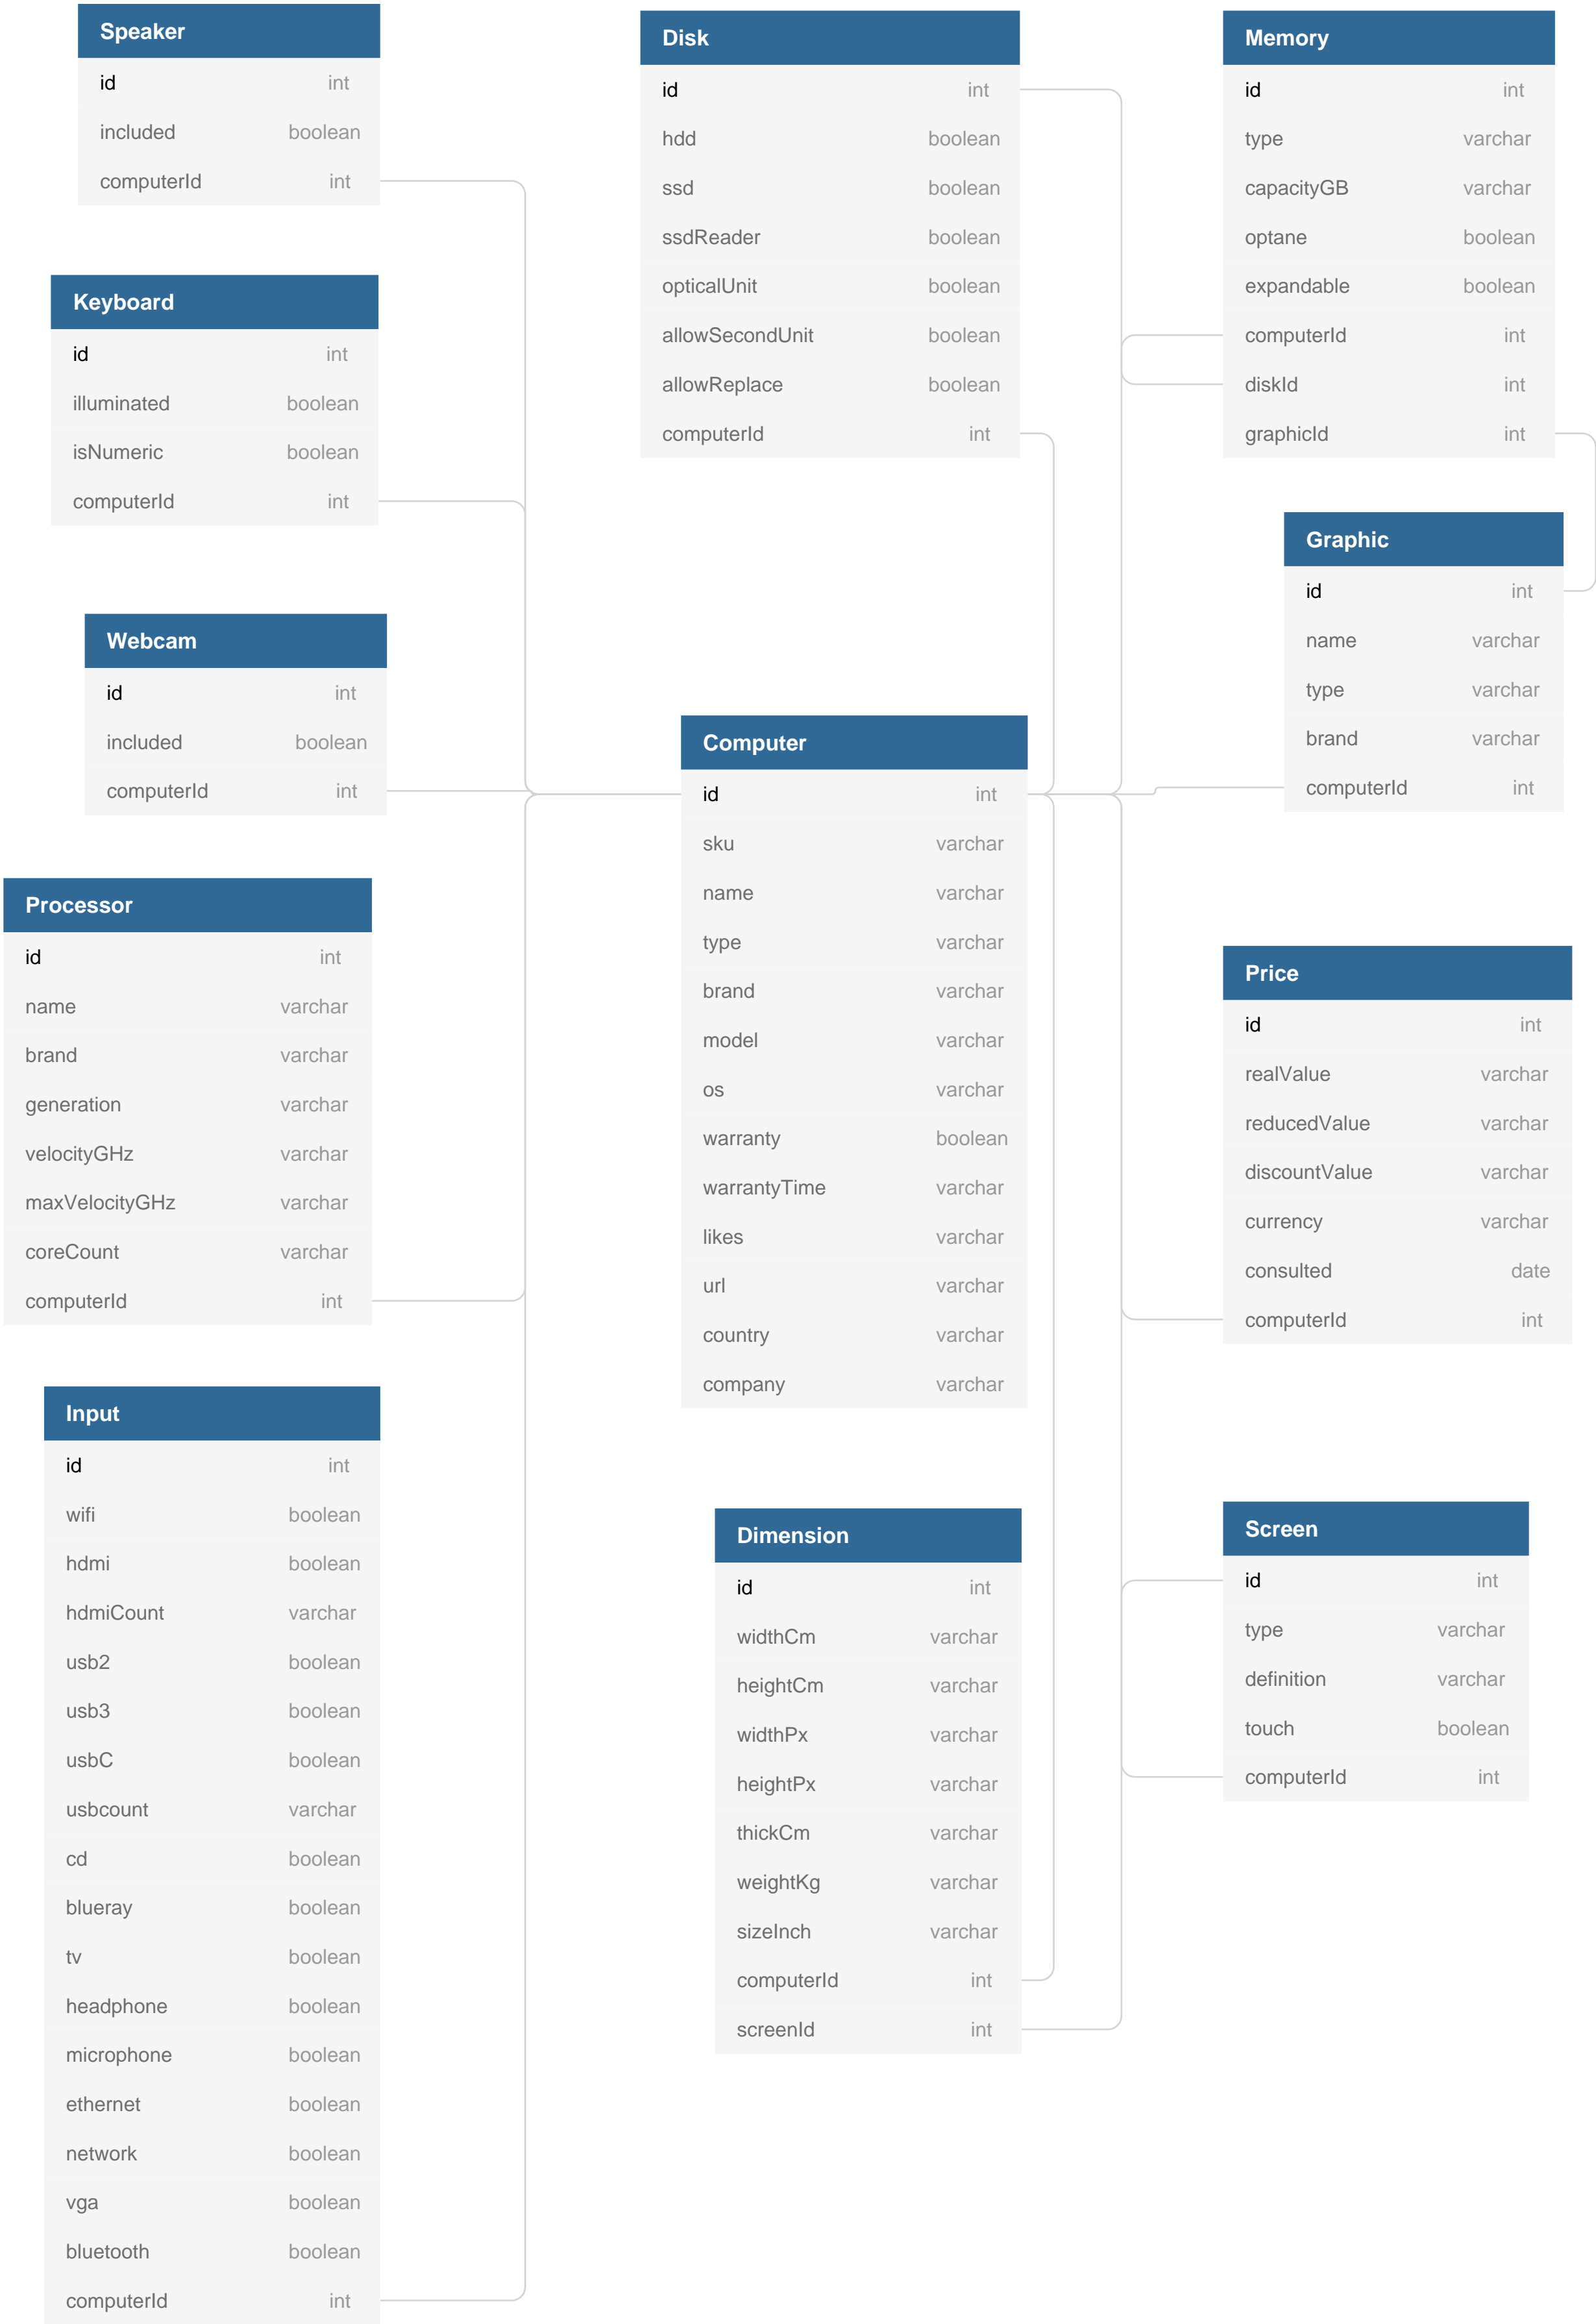 Speaker
id int
included boolean
computerId int
Keyboard
id int
illuminated boolean
isNumeric boolean
computerId int
Webcam
id int
included boolean
computerId int
Processor
id int
name varchar
brand varchar
generation varchar
velocityGHz varchar
maxVelocityGHz varchar
coreCount varchar
computerId int
Input
id int
wifi boolean
hdmi boolean
hdmiCount varchar
usb2 boolean
usb3 boolean
usbC boolean
usbcount varchar
cd boolean
blueray boolean
tv boolean
headphone boolean
microphone boolean
ethernet boolean
network boolean
vga boolean
bluetooth boolean
computerId int
Disk
id int
hdd boolean
ssd boolean
ssdReader boolean
opticalUnit boolean
allowSecondUnit boolean
allowReplace boolean
computerId int
Computer
id int
sku varchar
name varchar
type varchar
brand varchar
model varchar
os varchar
warranty boolean
warrantyTime varchar
likes varchar
url varchar
country varchar
company varchar
Dimension
id int
widthCm varchar
heightCm varchar
widthPx varchar
heightPx varchar
thickCm varchar
weightKg varchar
sizeInch varchar
computerId int
screenId int
Memory
id int
type varchar
capacityGB varchar
optane boolean
expandable boolean
computerId int
diskId int
graphicId int
Graphic
id int
name varchar
type varchar
brand varchar
computerId int
Price
id int
realValue varchar
reducedValue varchar
discountValue varchar
currency varchar
consulted date
computerId int
Screen
id int
type varchar
definition varchar
touch boolean
computerId int